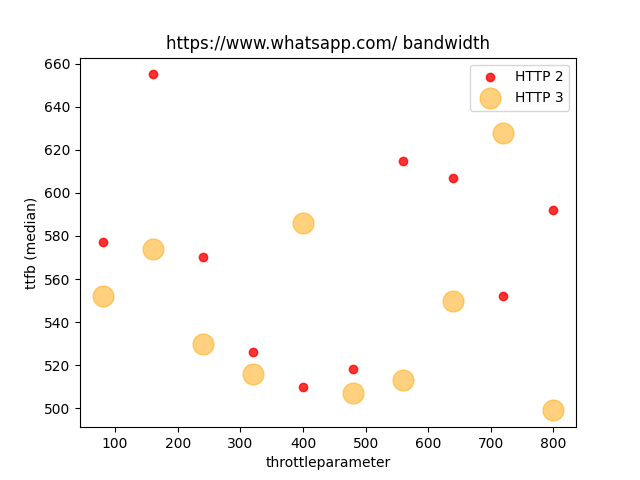 https://www.whatsapp.com/ bandwidth
HTTP 2
HTTP 3
ttfb (median)
660
640
620
600
580
560
540
520
500
100 200 300 400 500 600 700 800
throttleparameter